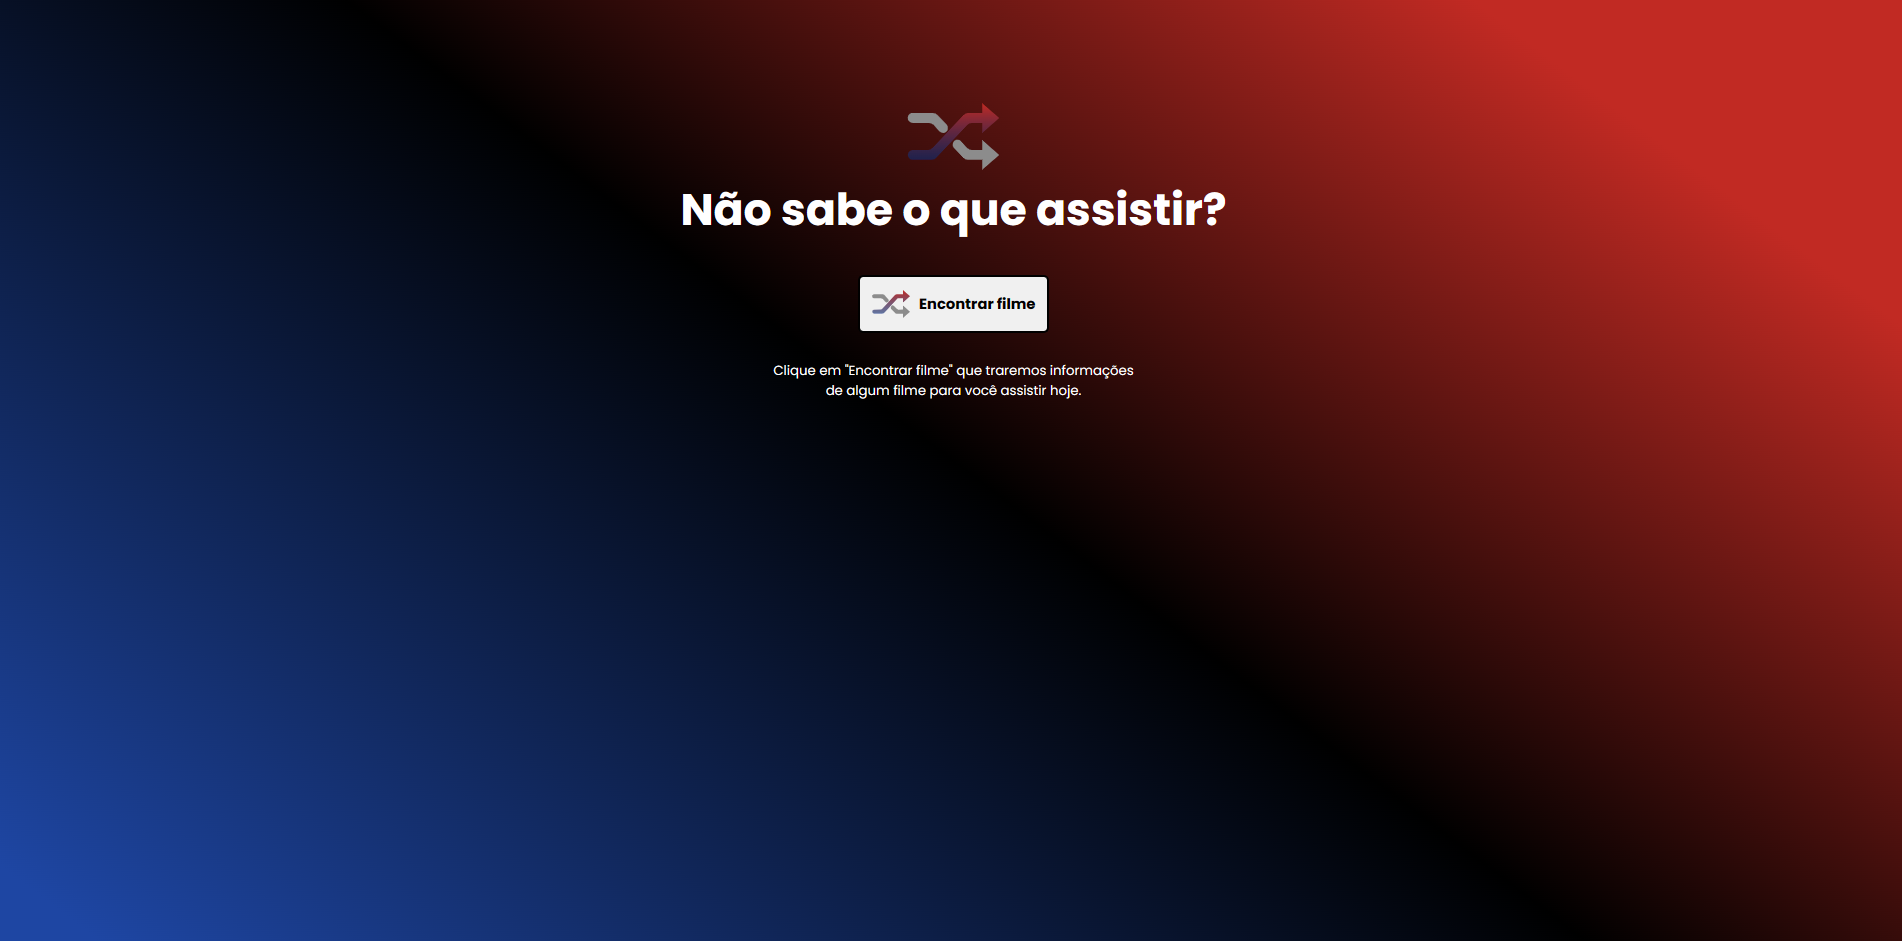 Não sabe o que assistir?
Encontrar filme
Clique em "Encontrar filme" que traremos informações
de algum filme para você assistir hoje.